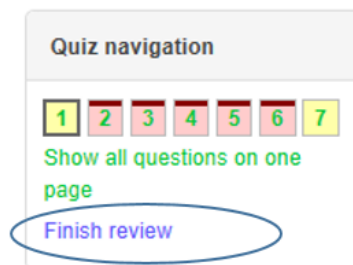 Quiz navigation
1 2 3 4 5 6 7
Show all questions on one
page
Finish review